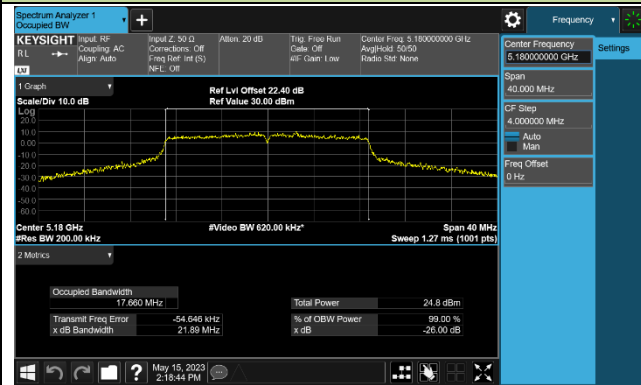 Spectrum Analyzer 1
Occupied BW
+
Frequency
KEYSIGHT
RL
LXI
Input: RF
Coupling: AC
Align: Auto
Input Z: 50 Ω
Corrections: Off
Freq Ref: Int (S)
NFE: Off
Atten: 20 dB
Trig: Free Run
Gate: Off
#IF Gain: Low
Center Freq: 5.180000000 GHz
Avg|Hold: 50/50
Radio Std: None
Center Frequency
5.180000000 GHz
Settings
Span
40.000 MHz
CF Step
4.000000 MHz
Auto
Man
Freq Offset
0 Hz
1 Graph
Scale/Div 10.0 dB
Ref Lvl Offset 22.40 dB
Ref Value 30.00 dBm
Log
20.0
10.0
0.00
-10.0
-20.0
-30.0
-40.0
-50.0
-60.0
Center 5.18 GHz
#Res BW 200.00 kHz
#Video BW 620.00 kHz*
Span 40 MHz
Sweep 1.27 ms (1001 pts)
2 Metrics
Occupied Bandwidth
17.660 MHz
Total Power 24.8 dBm
Transmit Freq Error -54.646 kHz
% of OBW Power 99.00 %
x dB Bandwidth 21.89 MHz
x dB -26.00 dB
?
May 15, 2023
2:18:44 PM